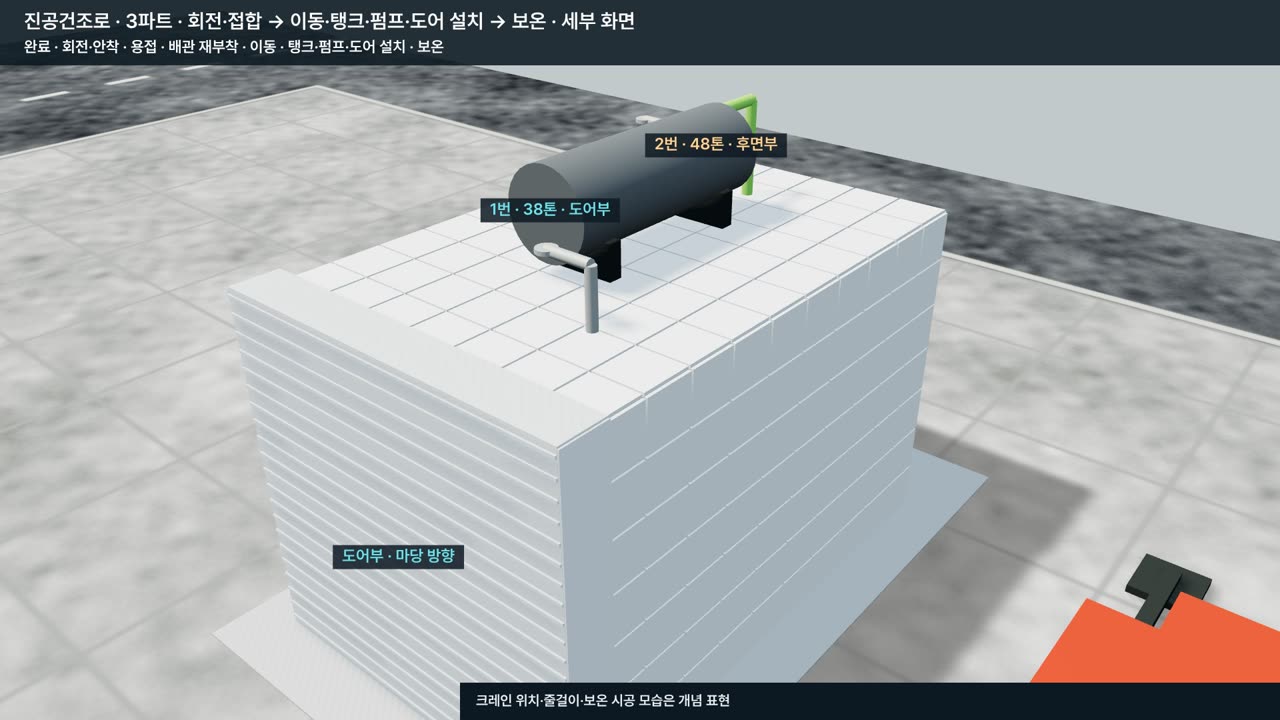 진공건조로 · 3파트 · 회전·접합 → 이동·탱크·펌프·도어 설치 → 보온 · 세부 화면
완료 · 회전·안착 · 용접 · 배관 재부착 · 이동 · 탱크·펌프·도어 설치 · 보온
2번 · 48톤 · 후면부
1번 · 38톤 · 도어부
도어부 · 마당 방향
크레인 위치·줄걸이·보온 시공 모습은 개념 표현